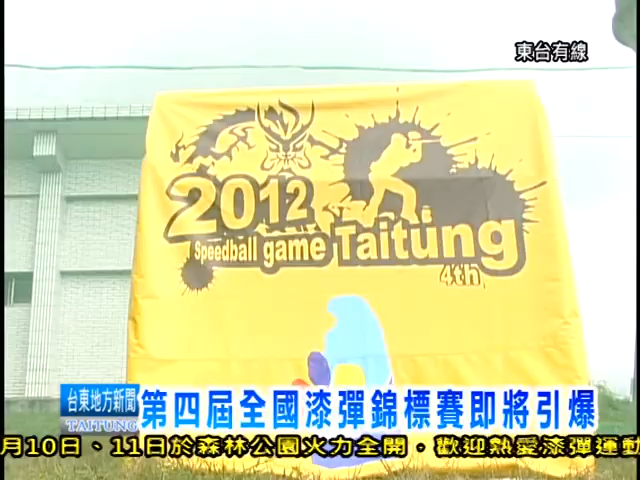 東台有線
2012
Speedball game Taitung
4th
台東地方新聞
TAITUNG
第四屆全國漆彈錦標賽即將引爆
月10日、11日於森林公園火力全開．歡迎熱愛漆彈運動